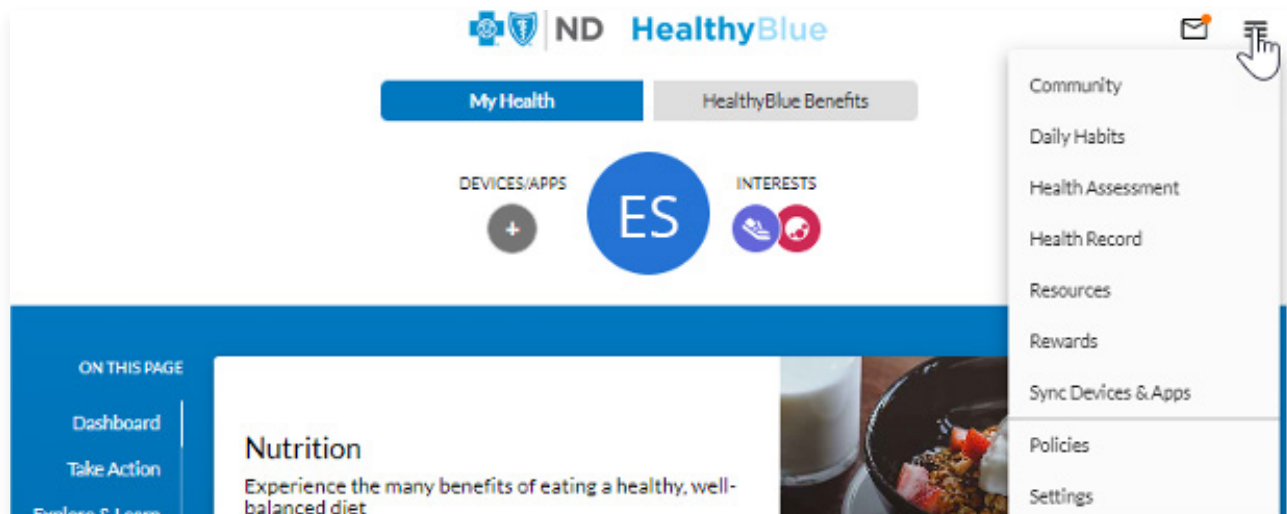 ND HealthyBlue
My Health
HealthyBlue Benefits
DEVICES/APPS
+
ES
INTERESTS
Community
Daily Habits
Health Assessment
Health Record
Resources
Rewards
Sync Devices & Apps
Policies
Settings
ON THIS PAGE
Dashboard
Take Action
Explore & Learn
Nutrition
Experience the many benefits of eating a healthy, well-
balanced diet